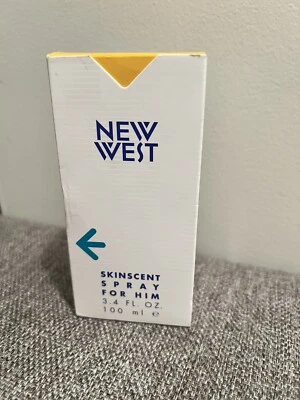 NEW
WEST
SKINSCENT
SPRAY
FOR HIM
3.4 FL. OZ.
100 ml ℮